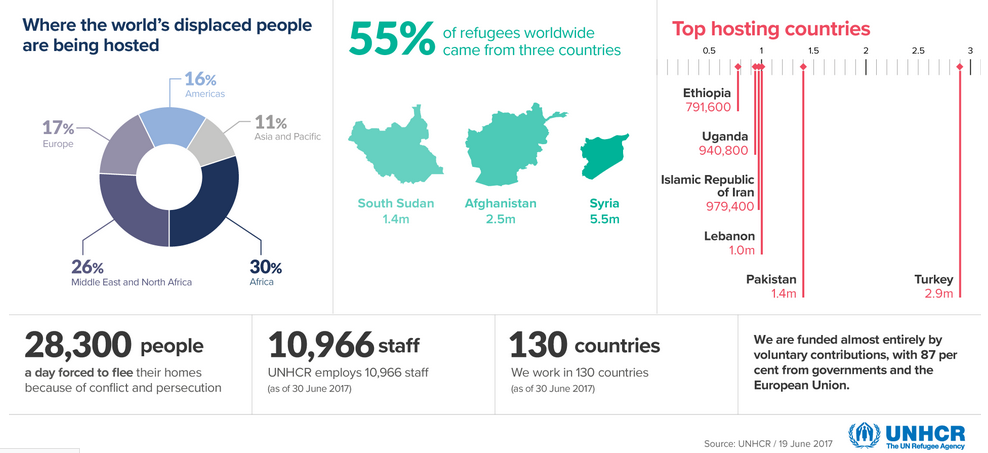 Where the world's displaced people
are being hosted
16%
Americas
17%
Europe
11%
Asia and Pacific
26%
Middle East and North Africa
30%
Africa
55% of refugees worldwide
came from three countries
South Sudan
1.4m
Afghanistan
2.5m
Syria
5.5m
Top hosting countries
0.5 1 1.5 2 2.5 3
Ethiopia
791,600
Uganda
940,800
Islamic Republic
of Iran
979,400
Lebanon
1.0m
Pakistan
1.4m
Turkey
2.9m
28,300 people
a day forced to flee their homes
because of conflict and persecution
10,966 staff
UNHCR employs 10,966 staff
(as of 30 June 2017)
130 countries
We work in 130 countries
(as of 30 June 2017)
We are funded almost entirely by
voluntary contributions, with 87 per
cent from governments and the
European Union.
Source: UNHCR / 19 June 2017
UNHCR
The UN Refugee Agency